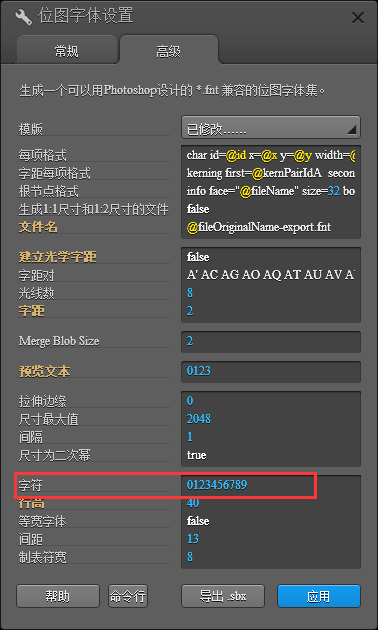 位图字体设置
常规 高级
生成一个可以用Photoshop设计的 *.fnt 兼容的位图字体集。
模版 已修改......
每项格式 char id=@id x=@x y=@y width=@
字距每项格式 kerning first=@kernPairIdA secon
根节点格式 info face="@fileName" size=32 bo
生成1:1尺寸和1:2尺寸的文件 false
文件名 @fileOriginalName-export.fnt
建立光学字距 false
字距对 A' AC AG AO AQ AT AU AV A
光线数 8
字距 2
Merge Blob Size 2
预览文本 0123
拉伸边缘 0
尺寸最大值 2048
间隔 1
尺寸为二次幂 true
字符 0123456789
行高 40
等宽字体 false
间距 13
制表符宽 8
帮助 命令行 导出 .sbx 应用